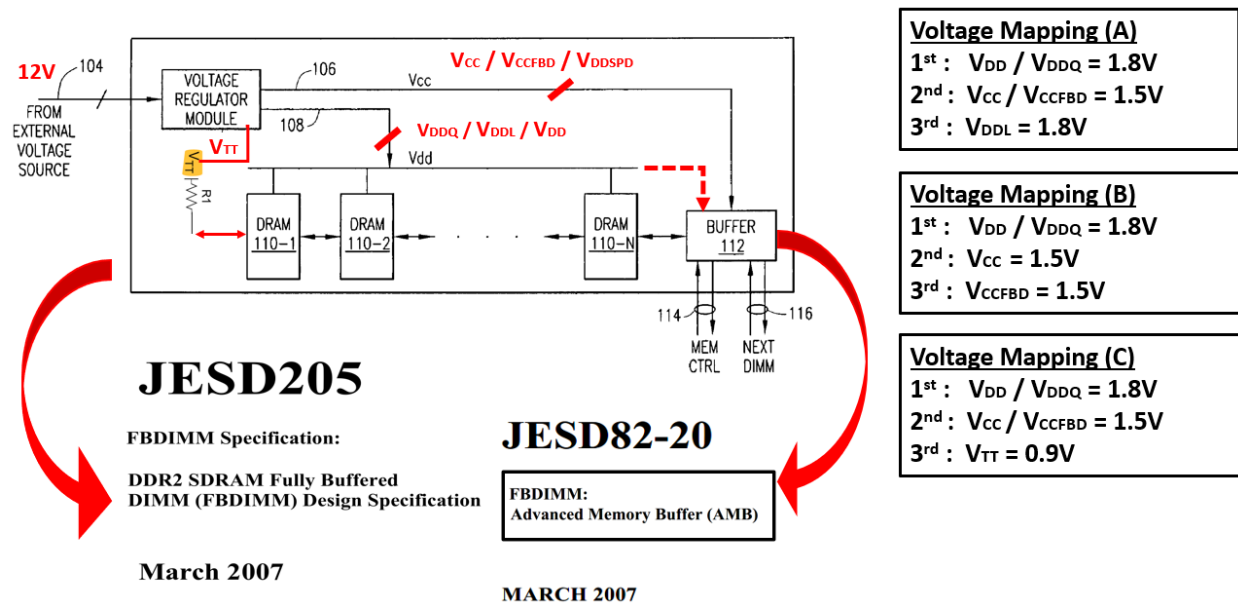 12V
104
FROM
EXTERNAL
VOLTAGE
SOURCE
VOLTAGE
REGULATOR
MODULE
106
108
Vcc
VCC / VCCFBD / VDDSPD
VDDQ / VDDL / VDD
Vdd
VTT
VTT
R1
DRAM
110-1
DRAM
110-2
. . . . .
DRAM
110-N
BUFFER
112
114
116
MEM
CTRL
NEXT
DIMM
JESD205
FBDIMM Specification:
DDR2 SDRAM Fully Buffered
DIMM (FBDIMM) Design Specification
March 2007
JESD82-20
FBDIMM:
Advanced Memory Buffer (AMB)
MARCH 2007
Voltage Mapping (A)
1st : VDD / VDDQ = 1.8V
2nd : VCC / VCCFBD = 1.5V
3rd : VDDL = 1.8V
Voltage Mapping (B)
1st : VDD / VDDQ = 1.8V
2nd : VCC = 1.5V
3rd : VCCFBD = 1.5V
Voltage Mapping (C)
1st : VDD / VDDQ = 1.8V
2nd : VCC / VCCFBD = 1.5V
3rd : VTT = 0.9V